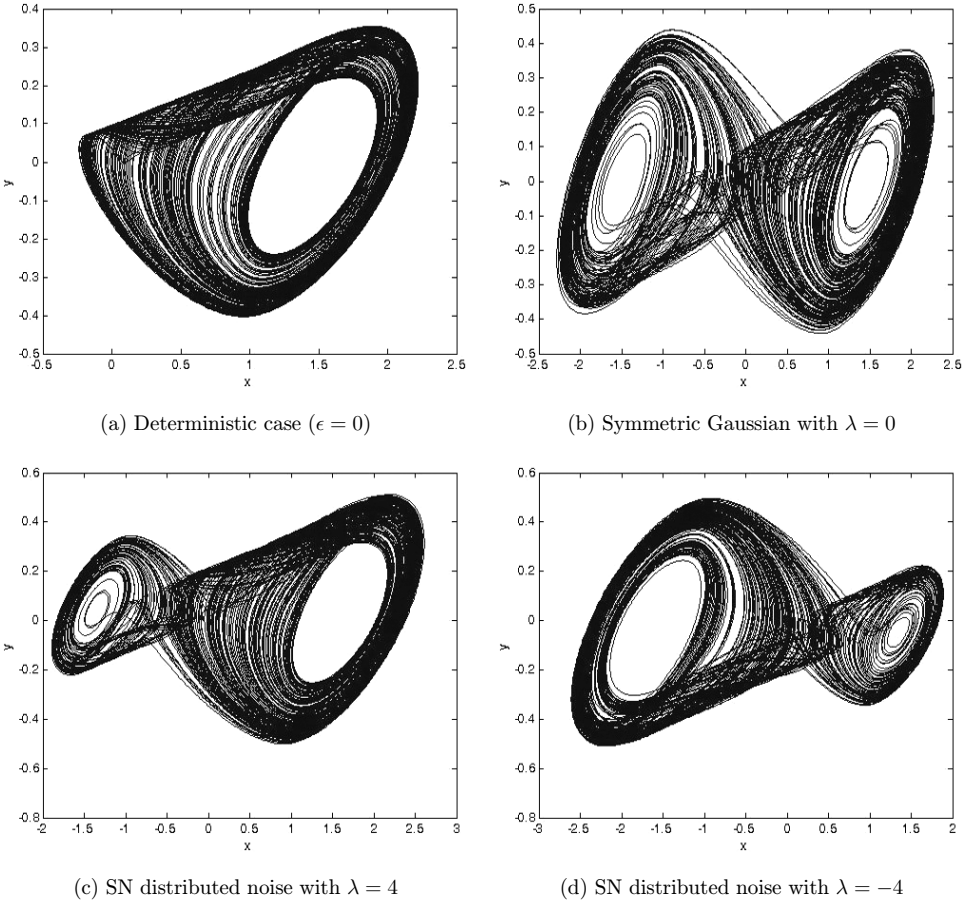 0.4
0.3
0.2
0.1
0
-0.1
-0.2
-0.3
-0.4
-0.5
y
-0.5 0 0.5 1 1.5 2 2.5
x
(a) Deterministic case (ϵ = 0)
0.5
0.4
0.3
0.2
0.1
0
-0.1
-0.2
-0.3
-0.4
-0.5
y
-2.5 -2 -1.5 -1 -0.5 0 0.5 1 1.5 2 2.5
x
(b) Symmetric Gaussian with λ = 0
0.6
0.4
0.2
0
-0.2
-0.4
-0.6
-0.8
y
-2 -1.5 -1 -0.5 0 0.5 1 1.5 2 2.5 3
x
(c) SN distributed noise with λ = 4
0.6
0.4
0.2
0
-0.2
-0.4
-0.6
-0.8
y
-3 -2.5 -2 -1.5 -1 -0.5 0 0.5 1 1.5 2
x
(d) SN distributed noise with λ = −4